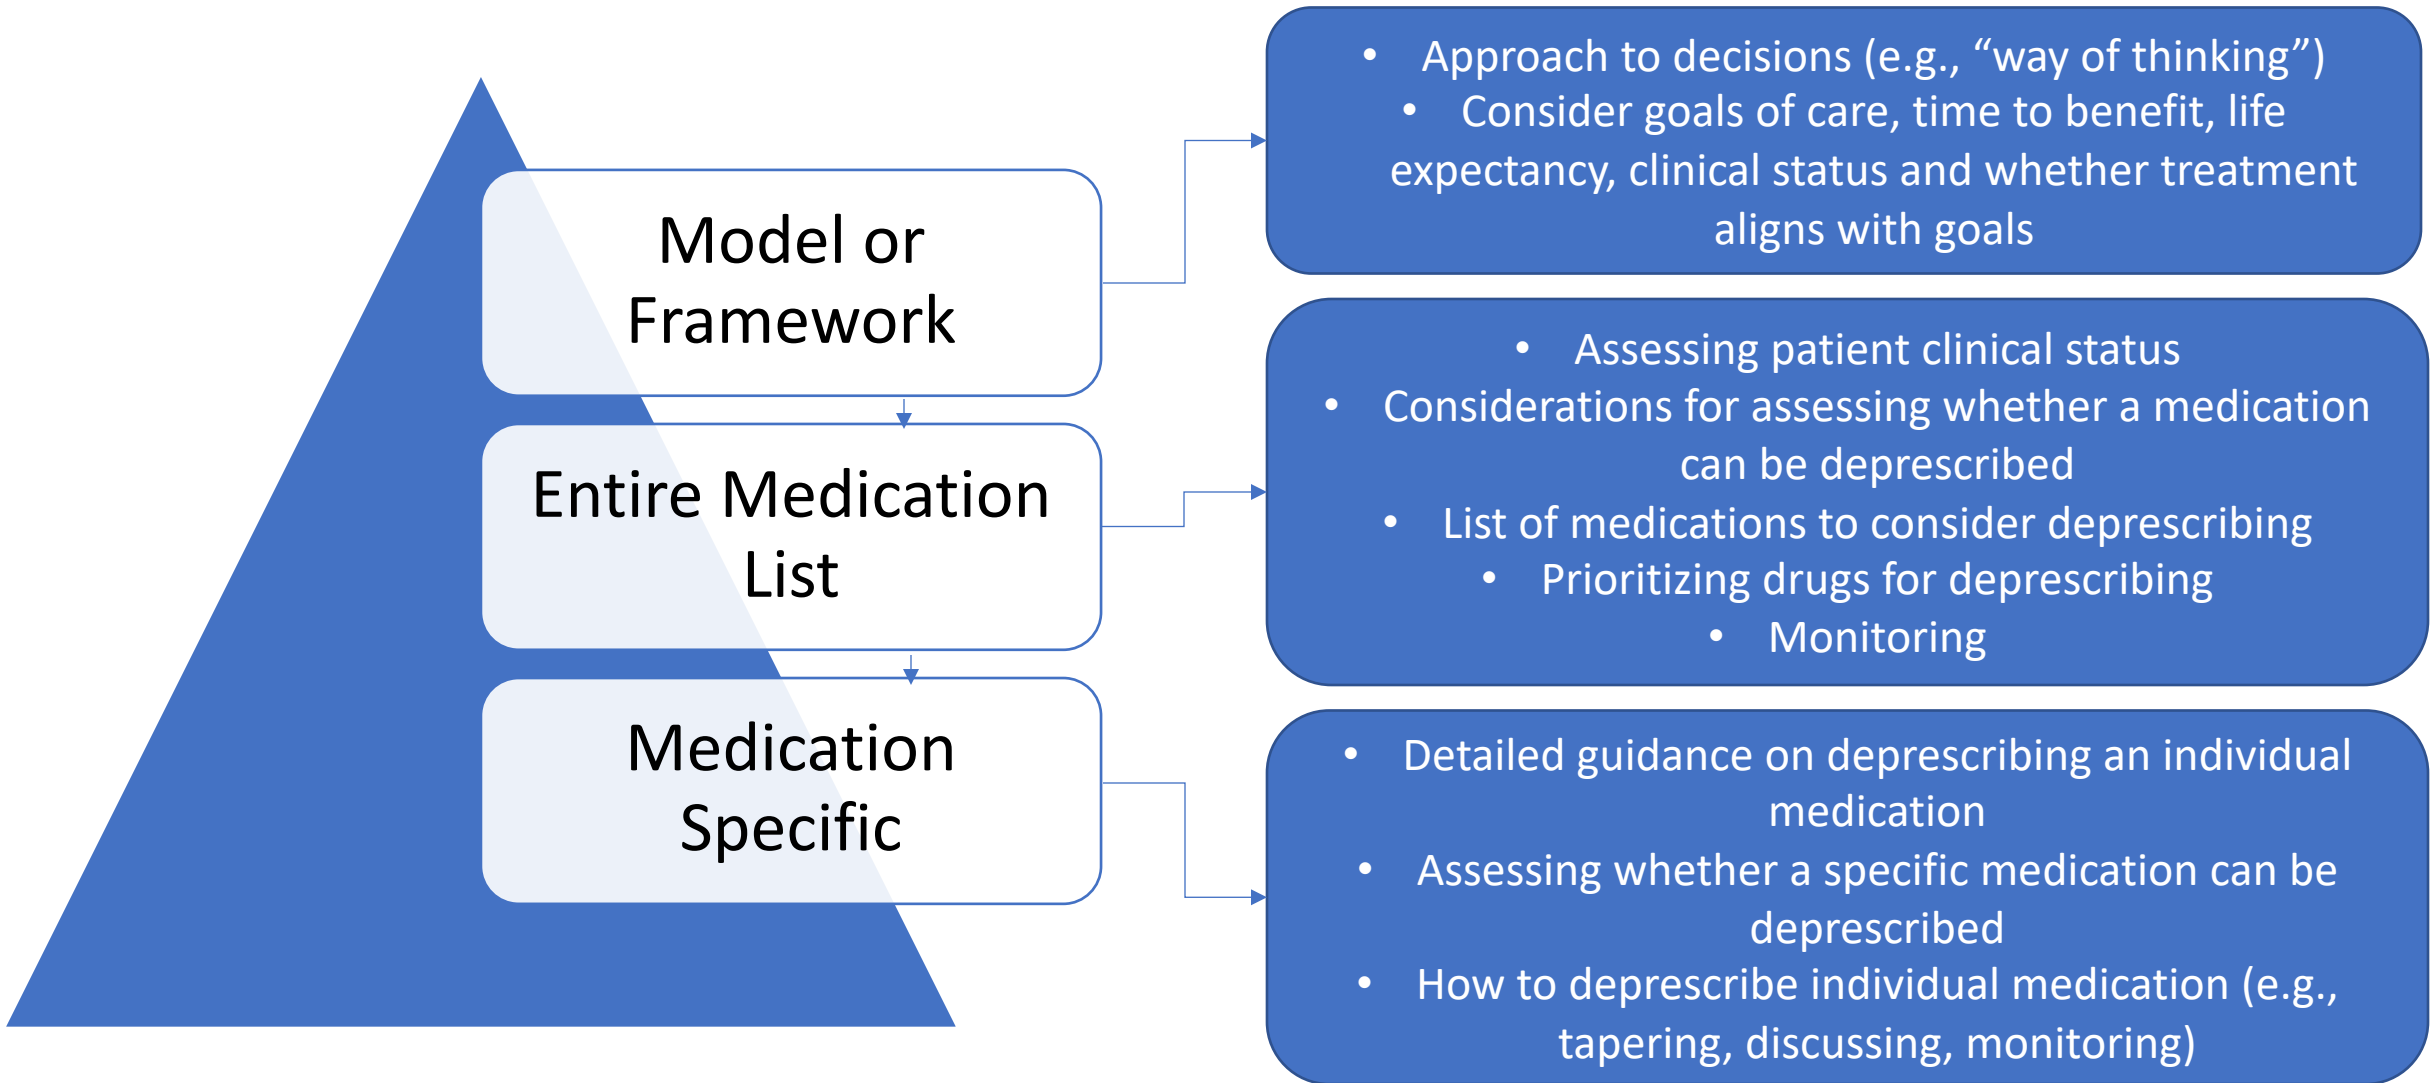 Model or
Framework
Entire Medication
List
Medication
Specific
• Approach to decisions (e.g., “way of thinking”)
• Consider goals of care, time to benefit, life
expectancy, clinical status and whether treatment
aligns with goals
• Assessing patient clinical status
• Considerations for assessing whether a medication
can be deprescribed
• List of medications to consider deprescribing
• Prioritizing drugs for deprescribing
• Monitoring
• Detailed guidance on deprescribing an individual
medication
• Assessing whether a specific medication can be
deprescribed
• How to deprescribe individual medication (e.g.,
tapering, discussing, monitoring)